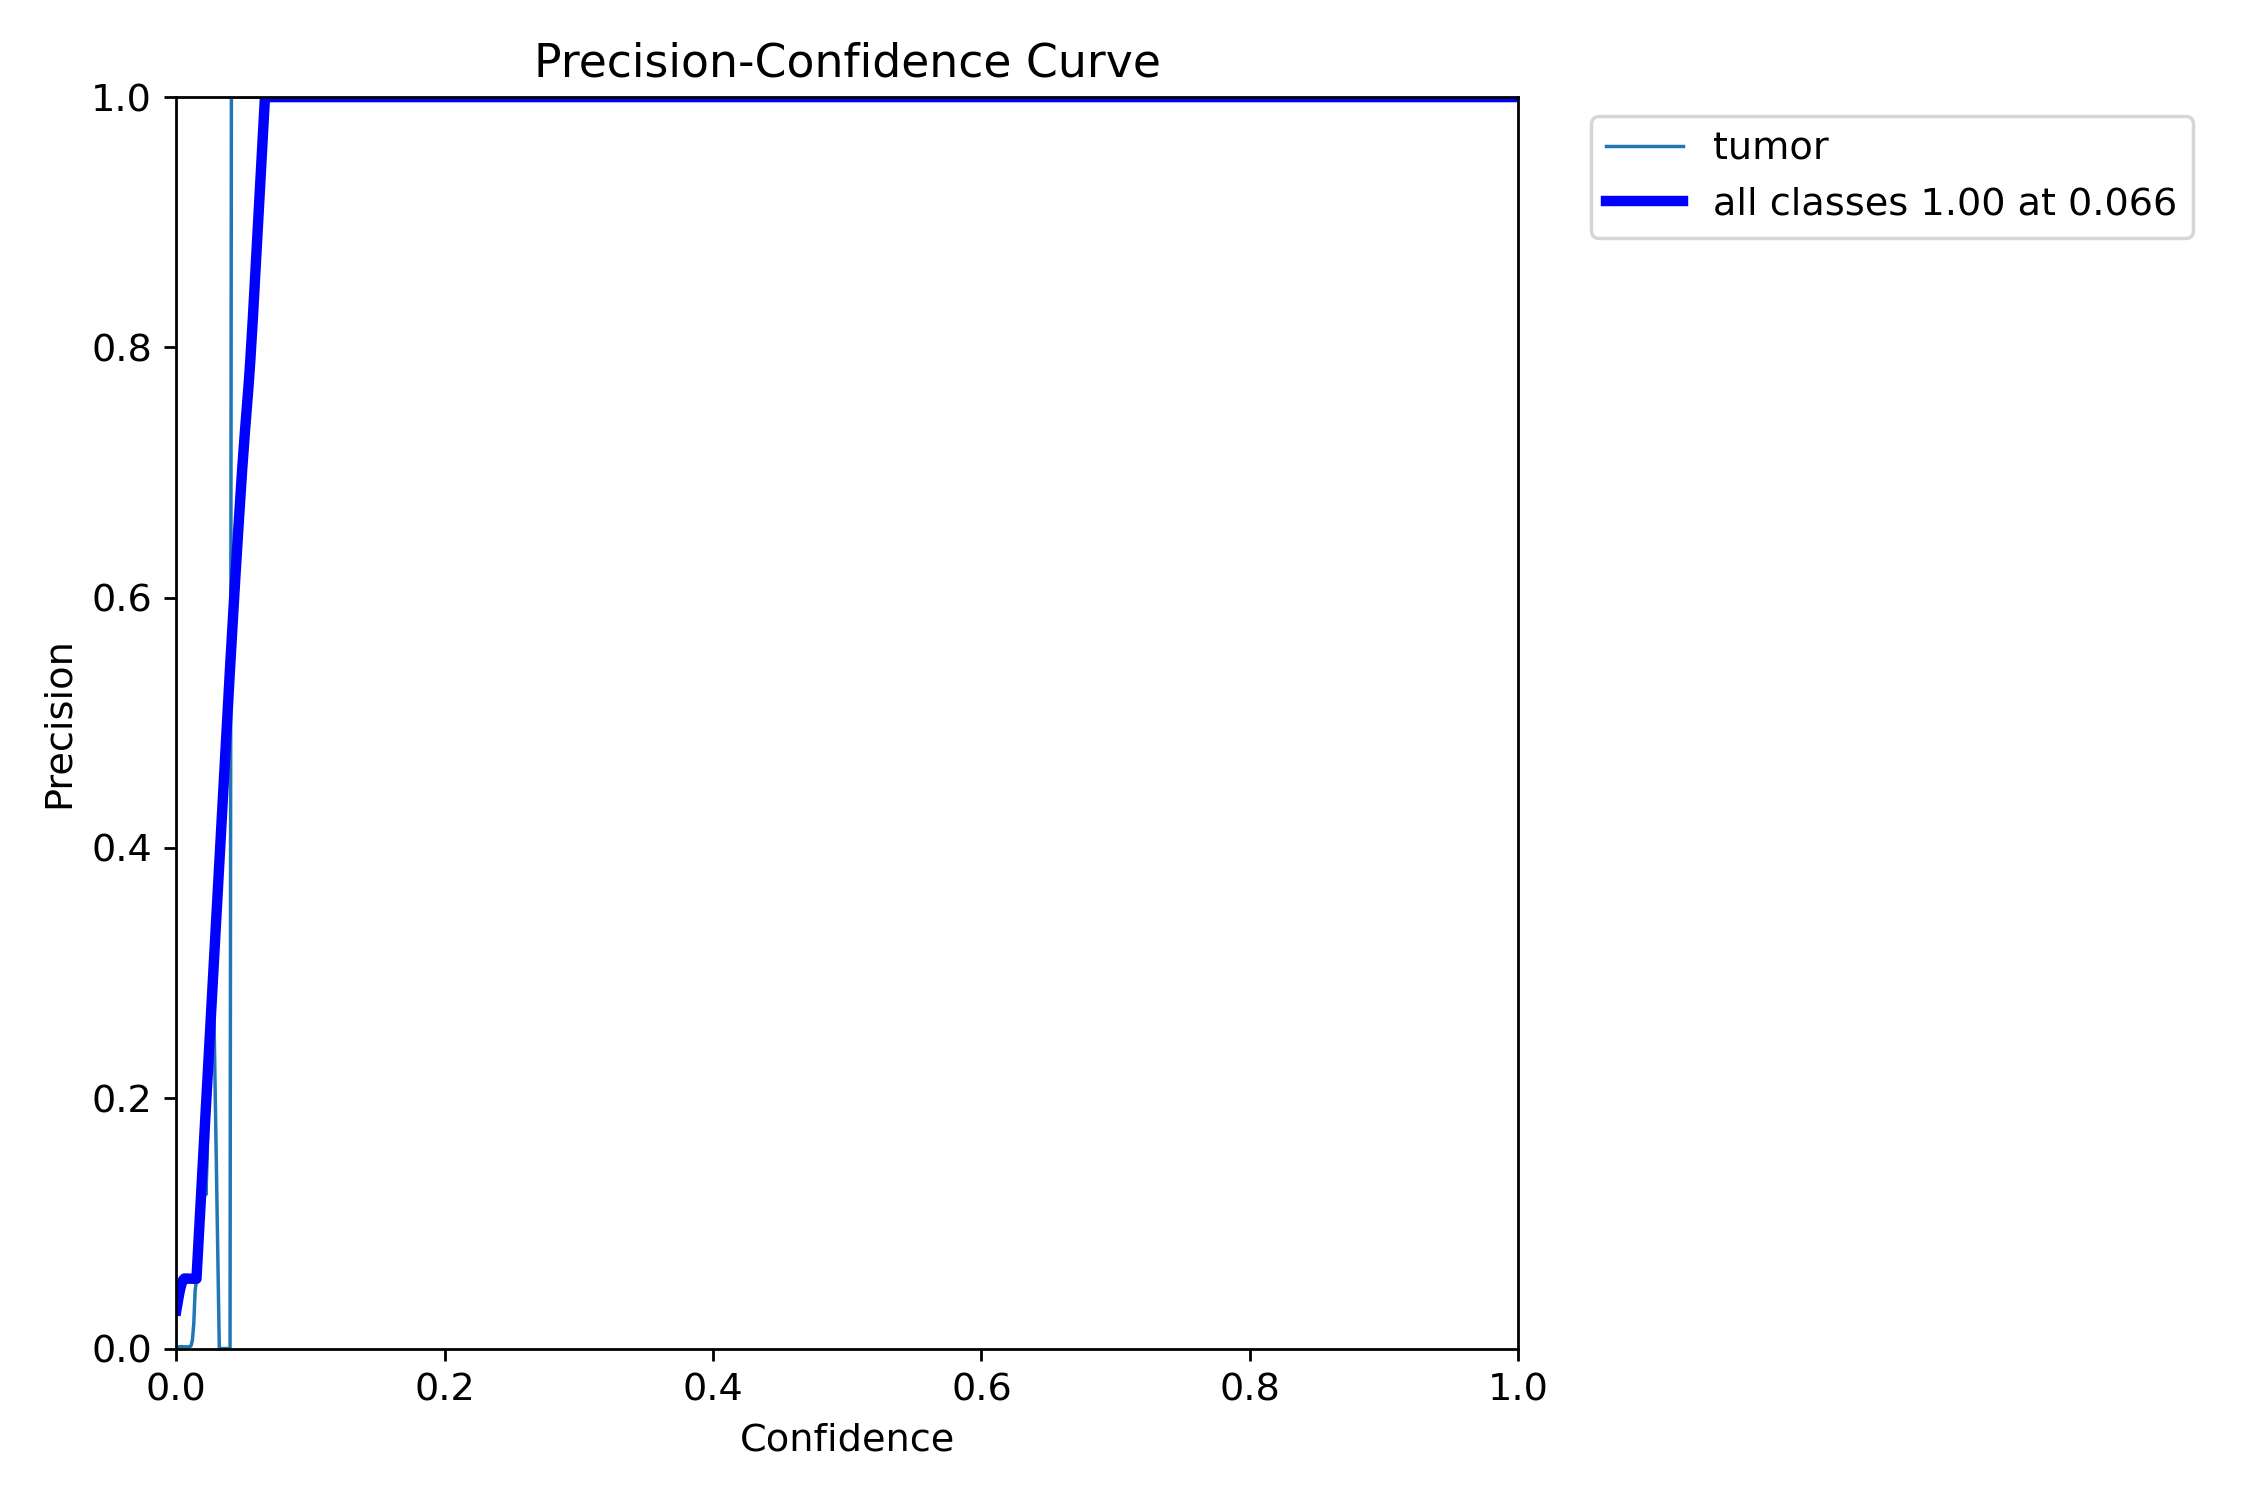 Precision-Confidence Curve
1.0
0.8
0.6
0.4
0.2
0.0
Precision
0.0 0.2 0.4 0.6 0.8 1.0
Confidence
tumor
all classes 1.00 at 0.066